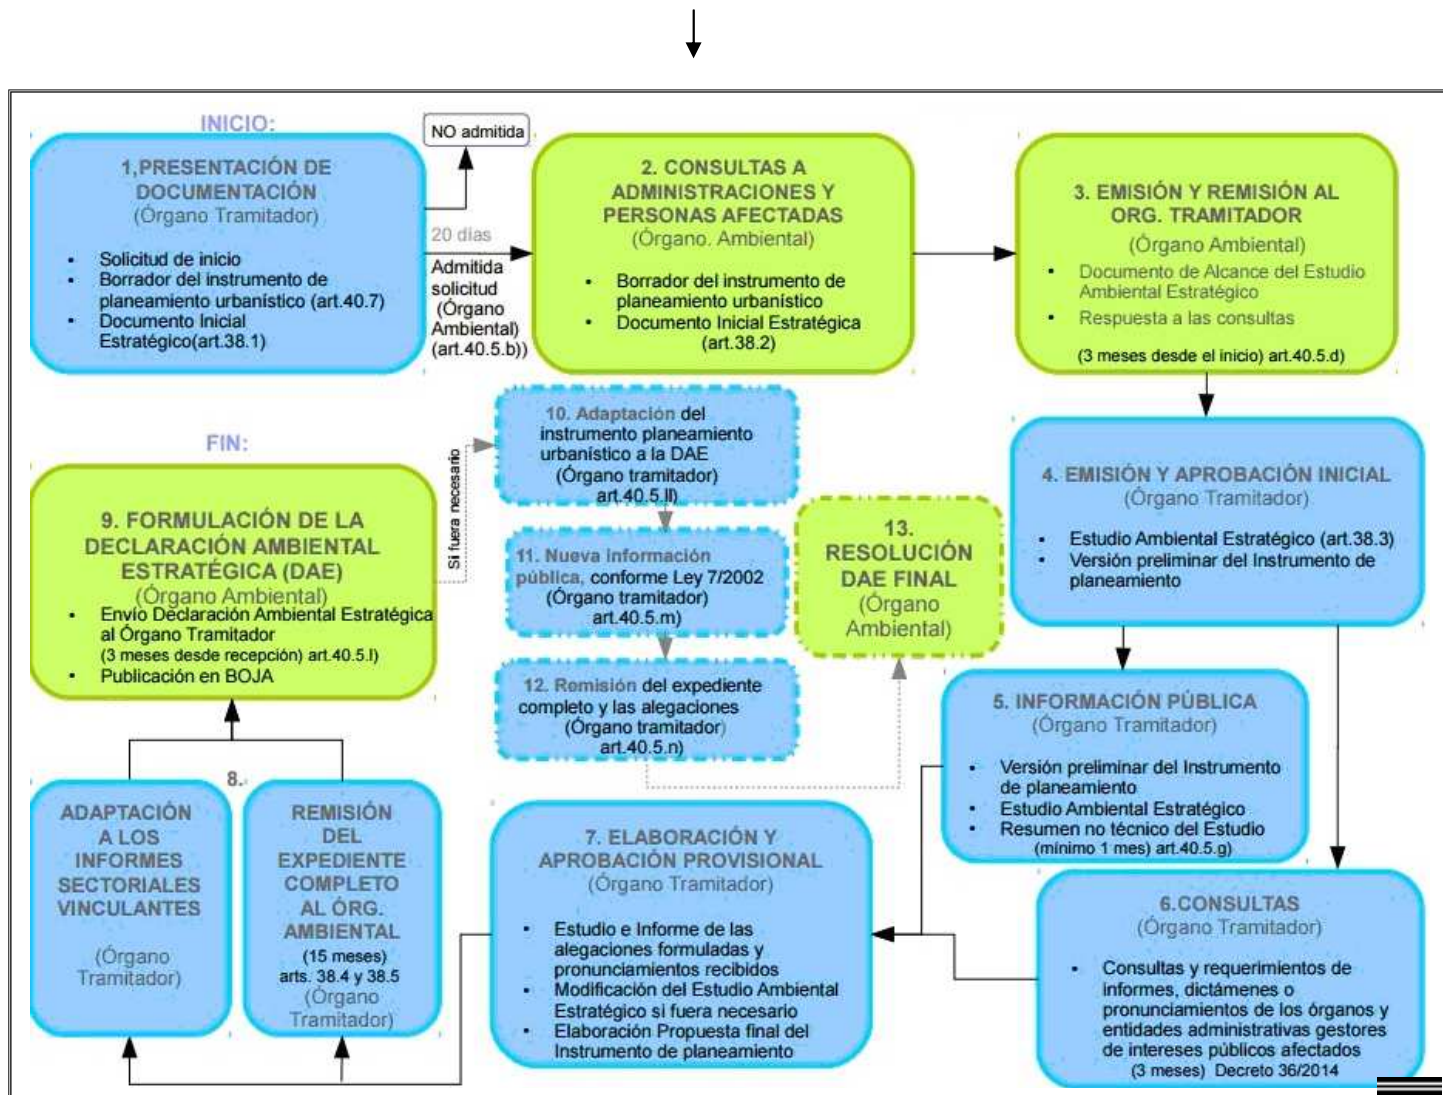 INICIO:
NO admitida
1,PRESENTACIÓN DE
DOCUMENTACIÓN
(Órgano Tramitador)
• Solicitud de inicio
• Borrador del instrumento de
planeamiento urbanístico (art.40.7)
• Documento Inicial
Estratégico(art.38.1)
20 días
Admitida
solicitud
(Órgano
Ambiental)
(art.40.5.b))
2. CONSULTAS A
ADMINISTRACIONES Y
PERSONAS AFECTADAS
(Órgano. Ambiental)
• Borrador del instrumento de
planeamiento urbanístico
• Documento Inicial Estratégica
(art.38.2)
3. EMISIÓN Y REMISIÓN AL
ORG. TRAMITADOR
(Órgano Ambiental)
• Documento de Alcance del Estudio
Ambiental Estratégico
• Respuesta a las consultas
(3 meses desde el inicio) art.40.5.d)
4. EMISIÓN Y APROBACIÓN INICIAL
(Órgano Tramitador)
• Estudio Ambiental Estratégico (art.38.3)
• Versión preliminar del Instrumento de
planeamiento
5. INFORMACIÓN PÚBLICA
(Órgano Tramitador)
• Versión preliminar del Instrumento
de planeamiento
• Estudio Ambiental Estratégico
• Resumen no técnico del Estudio
(mínimo 1 mes) art.40.5.g)
6.CONSULTAS
(Órgano Tramitador)
• Consultas y requerimientos de
informes, dictámenes o
pronunciamientos de los órganos y
entidades administrativas gestores
de intereses públicos afectados
(3 meses) Decreto 36/2014
7. ELABORACIÓN Y
APROBACIÓN PROVISIONAL
(Órgano Tramitador)
• Estudio e Informe de las
alegaciones formuladas y
pronunciamientos recibidos
• Modificación del Estudio Ambiental
Estratégico si fuera necesario
• Elaboración Propuesta final del
Instrumento de planeamiento
8.
ADAPTACIÓN
A LOS
INFORMES
SECTORIALES
VINCULANTES
(Órgano
Tramitador)
REMISIÓN
DEL
EXPEDIENTE
COMPLETO
AL ÓRG.
AMBIENTAL
(15 meses)
arts. 38.4 y 38.5
(Órgano
Tramitador)
FIN:
9. FORMULACIÓN DE LA
DECLARACIÓN AMBIENTAL
ESTRATÉGICA (DAE)
(Órgano Ambiental)
• Envío Declaración Ambiental Estratégica
al Órgano Tramitador
(3 meses desde recepción) art.40.5.l)
• Publicación en BOJA
Si fuera necesario
10. Adaptación del
instrumento planeamiento
urbanístico a la DAE
(Órgano tramitador)
art.40.5.ll)
11. Nueva información
pública, conforme Ley 7/2002
(Órgano tramitador)
art.40.5.m)
12. Remisión del expediente
completo y las alegaciones
(Órgano tramitador)
art.40.5.n)
13.
RESOLUCIÓN
DAE FINAL
(Órgano
Ambiental)